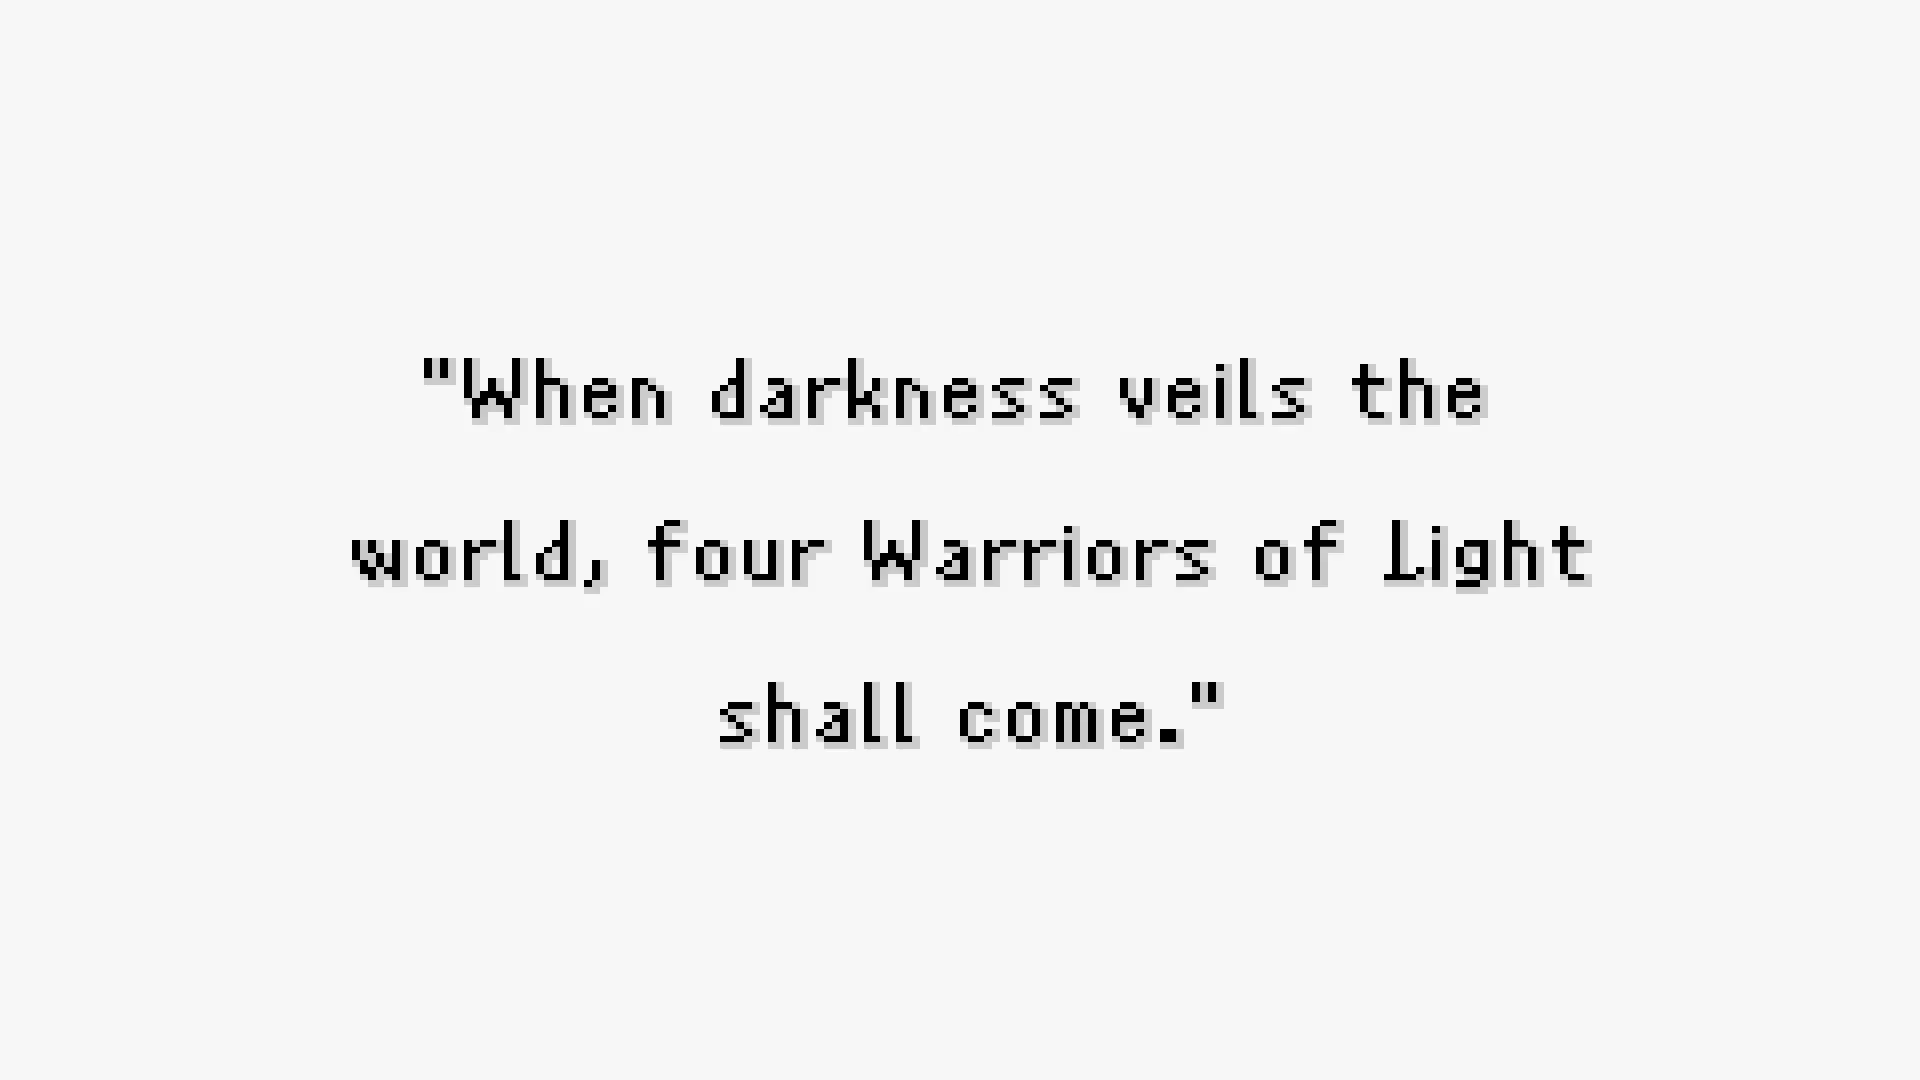 "When darkness veils the
world, four Warriors of Light
shall come."